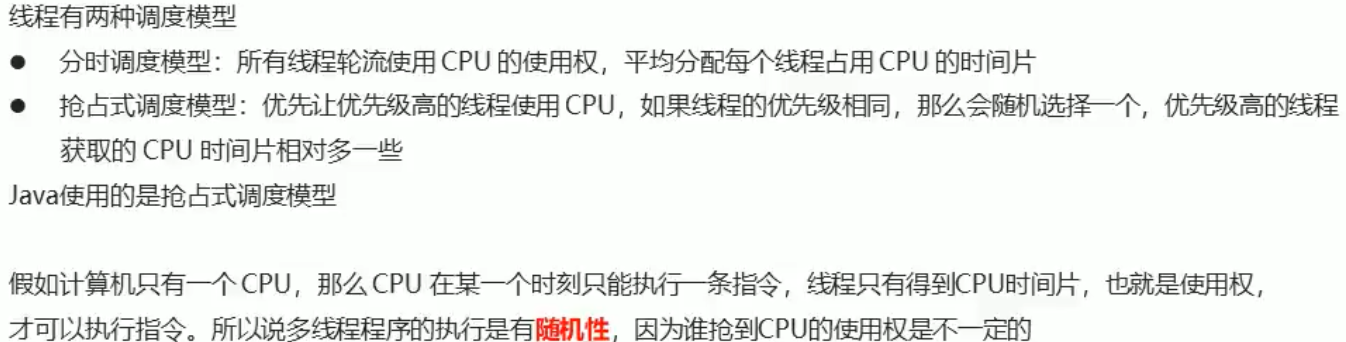 线程有两种调度模型
● 分时调度模型：所有线程轮流使用 CPU 的使用权，平均分配每个线程占用 CPU 的时间片
● 抢占式调度模型：优先让优先级高的线程使用 CPU，如果线程的优先级相同，那么会随机选择一个，优先级高的线程
获取的 CPU 时间片相对多一些
Java使用的是抢占式调度模型
假如计算机只有一个 CPU，那么 CPU 在某一个时刻只能执行一条指令，线程只有得到CPU时间片，也就是使用权，
才可以执行指令。所以说多线程程序的执行是有随机性，因为谁抢到CPU的使用权是不一定的